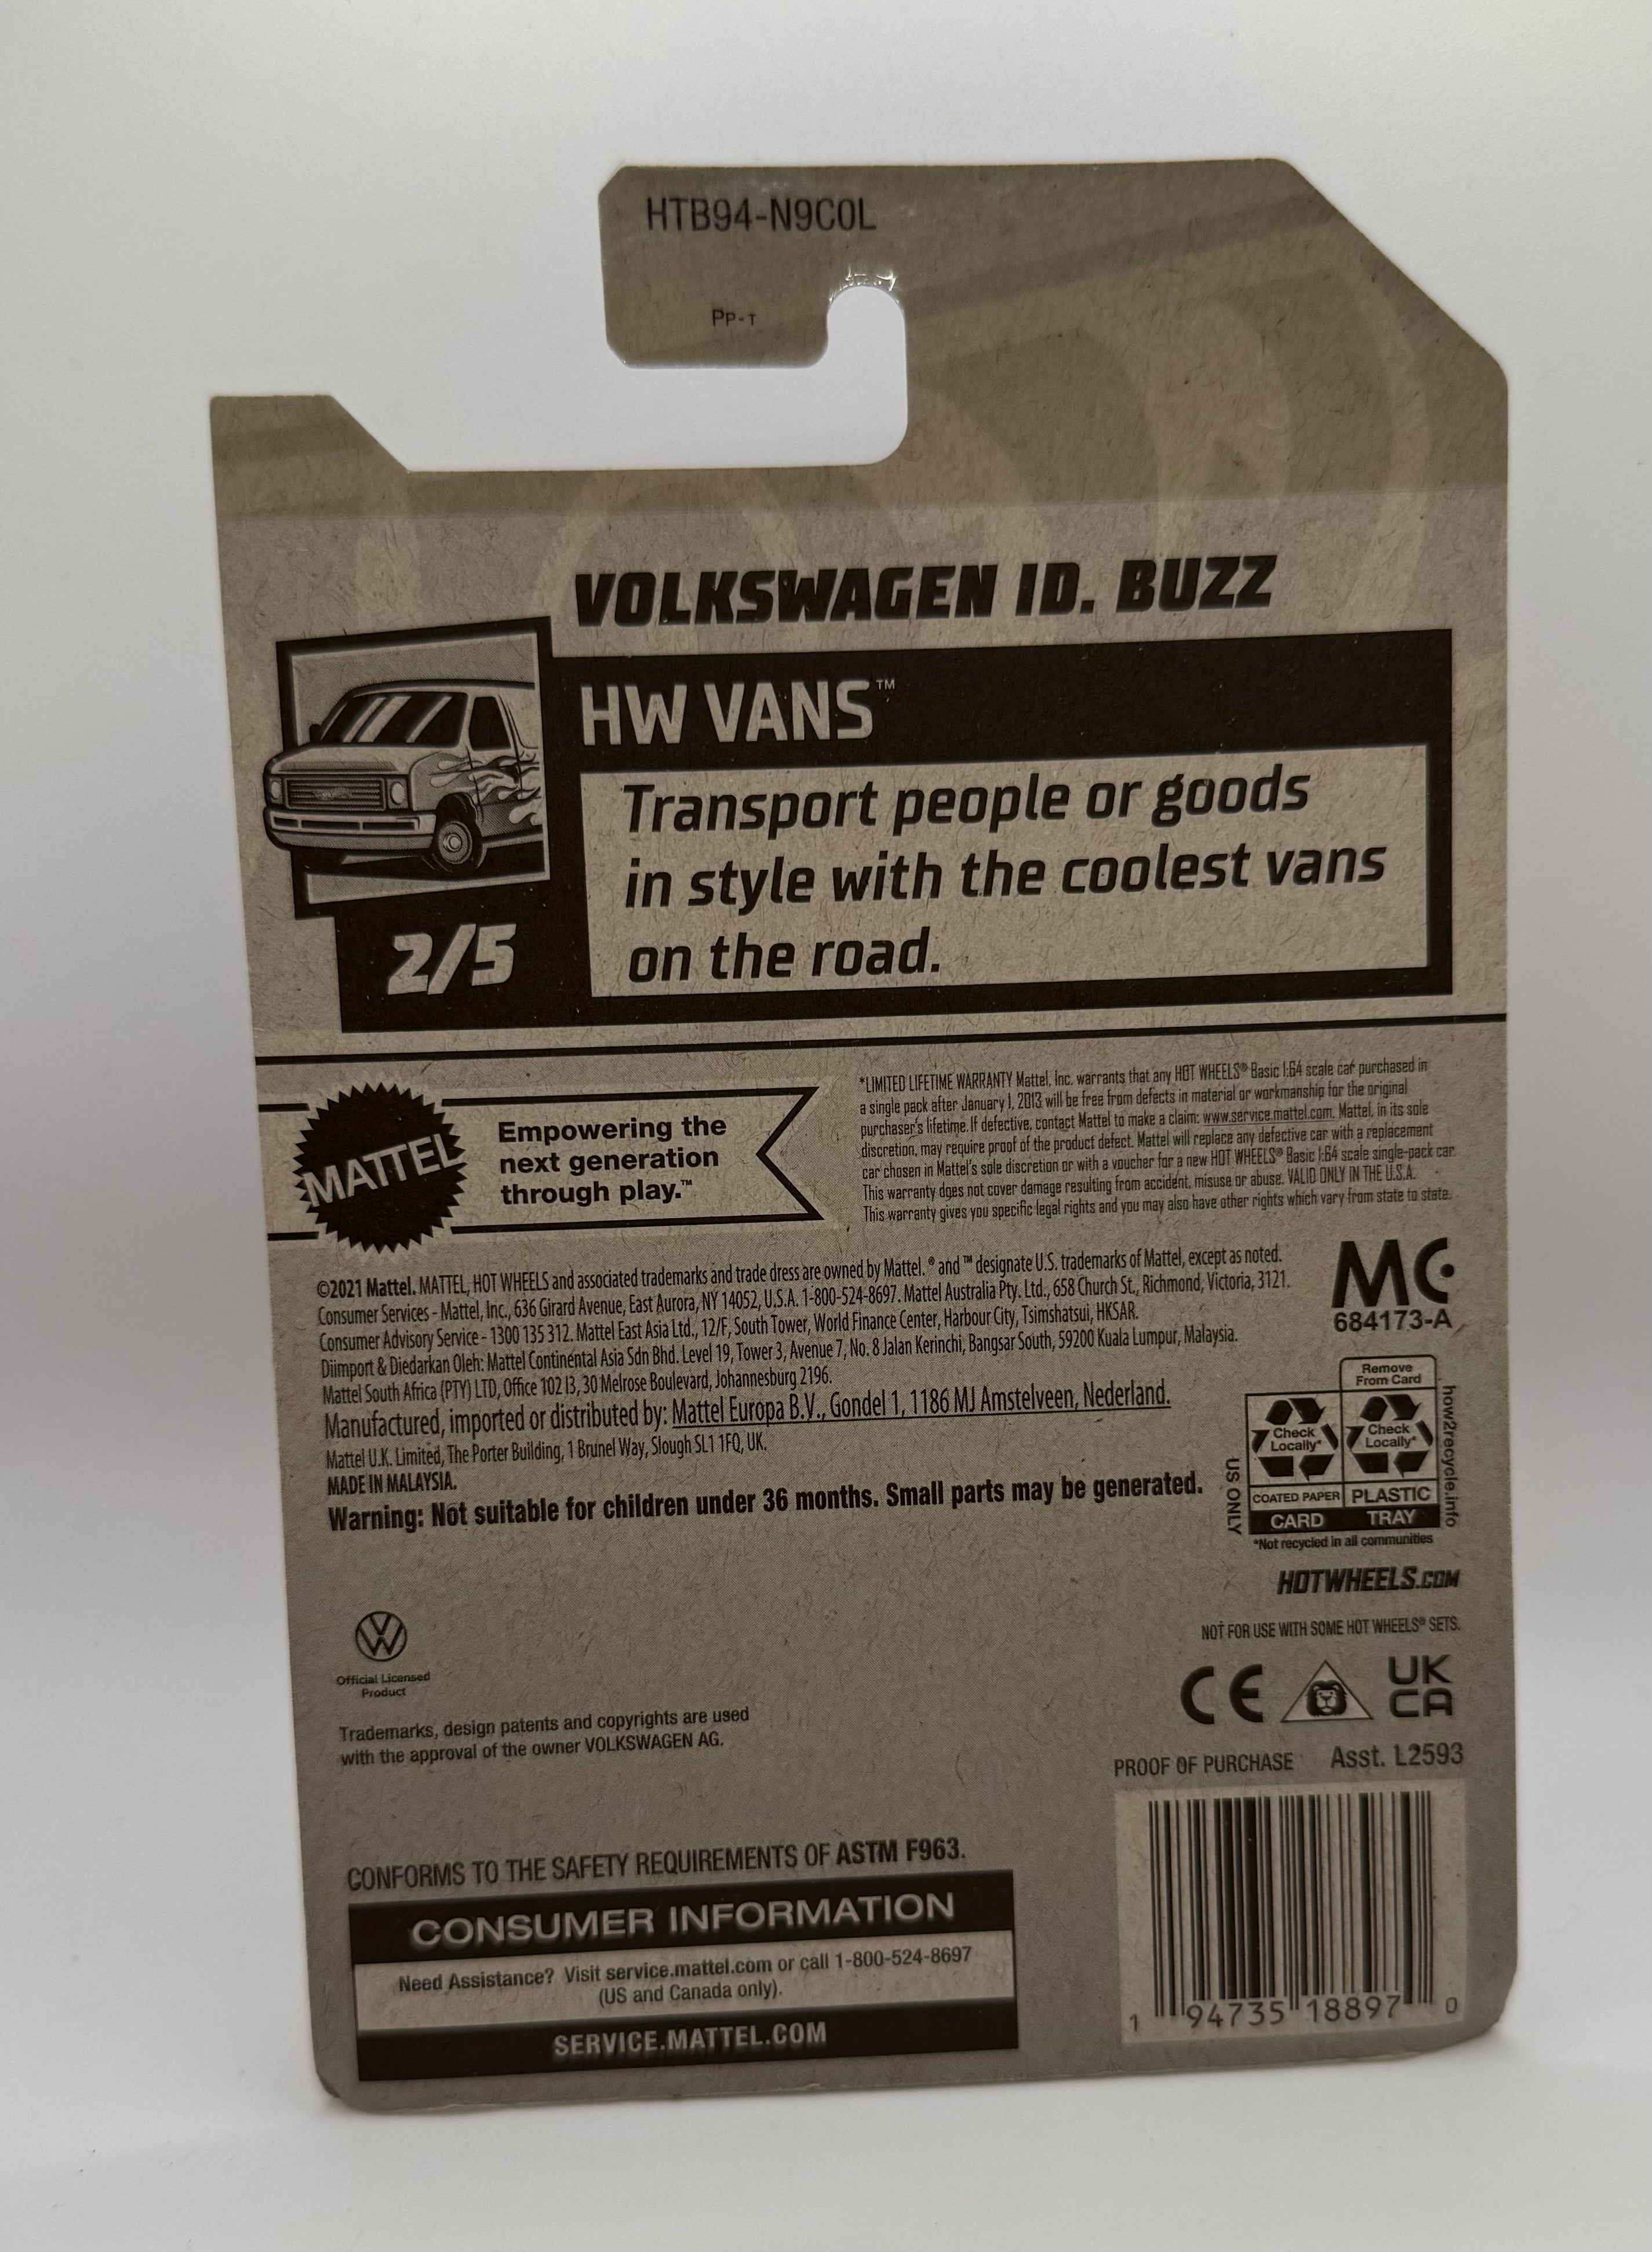 HTB94-N9C0L
PP-T
VOLKSWAGEN ID. BUZZ
HW VANS™
Transport people or goods
in style with the coolest vans
on the road.
2/5
MATTEL
Empowering the
next generation
through play.™
*LIMITED LIFETIME WARRANTY Mattel, Inc. warrants that any HOT WHEELS® Basic 1:64 scale car purchased in
a single pack after January 1, 2013 will be free from defects in material or workmanship for the original
purchaser's lifetime. If defective, contact Mattel to make a claim: www.service.mattel.com. Mattel, in its sole
discretion, may require proof of the product defect. Mattel will replace any defective car with a replacement
car chosen in Mattel's sole discretion or with a voucher for a new HOT WHEELS® Basic 1:64 scale single-pack car.
This warranty does not cover damage resulting from accident, misuse or abuse. VALID ONLY IN THE U.S.A.
This warranty gives you specific legal rights and you may also have other rights which vary from state to state.
©2021 Mattel. MATTEL, HOT WHEELS and associated trademarks and trade dress are owned by Mattel. ® and ™ designate U.S. trademarks of Mattel, except as noted.
Consumer Services - Mattel, Inc., 636 Girard Avenue, East Aurora, NY 14052, U.S.A. 1-800-524-8697. Mattel Australia Pty. Ltd., 658 Church St., Richmond, Victoria, 3121.
Consumer Advisory Service - 1300 135 312. Mattel East Asia Ltd., 12/F, South Tower, World Finance Center, Harbour City, Tsimshatsui, HKSAR.
Diimport & Diedarkan Oleh: Mattel Continental Asia Sdn Bhd. Level 19, Tower 3, Avenue 7, No. 8 Jalan Kerinchi, Bangsar South, 59200 Kuala Lumpur, Malaysia.
Mattel South Africa (PTY) LTD, Office 102 I3, 30 Melrose Boulevard, Johannesburg 2196.
Manufactured, imported or distributed by: Mattel Europa B.V., Gondel 1, 1186 MJ Amstelveen, Nederland.
Mattel U.K. Limited, The Porter Building, 1 Brunel Way, Slough SL1 1FQ, UK.
MADE IN MALAYSIA.
Warning: Not suitable for children under 36 months. Small parts may be generated.
MC
684173-A
Remove
From Card
Check
Locally*
Check
Locally*
COATED PAPER
PLASTIC
CARD
TRAY
US ONLY
how2recycle.info
*Not recycled in all communities
HOTWHEELS.COM
NOT FOR USE WITH SOME HOT WHEELS® SETS.
CE
UK
CA
VW
Official Licensed
Product
Trademarks, design patents and copyrights are used
with the approval of the owner VOLKSWAGEN AG.
PROOF OF PURCHASE Asst. L2593
1 94735 18897 0
CONFORMS TO THE SAFETY REQUIREMENTS OF ASTM F963.
CONSUMER INFORMATION
Need Assistance? Visit service.mattel.com or call 1-800-524-8697
(US and Canada only).
SERVICE.MATTEL.COM